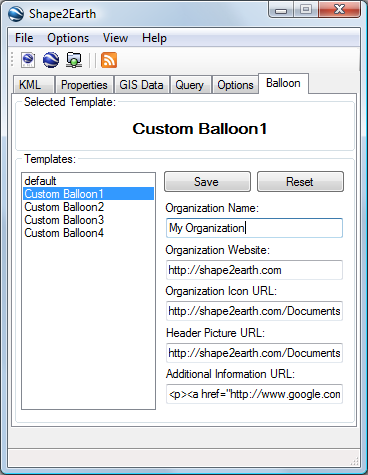 Shape2Earth
File Options View Help
KML Properties GIS Data Query Options Balloon
Selected Template:
Custom Balloon1
Templates:
default
Custom Balloon1
Custom Balloon2
Custom Balloon3
Custom Balloon4
Save Reset
Organization Name:
My Organization
Organization Website:
http://shape2earth.com
Organization Icon URL:
http://shape2earth.com/Documents
Header Picture URL:
http://shape2earth.com/Documents
Additional Information URL:
<p><a href="http://www.google.com